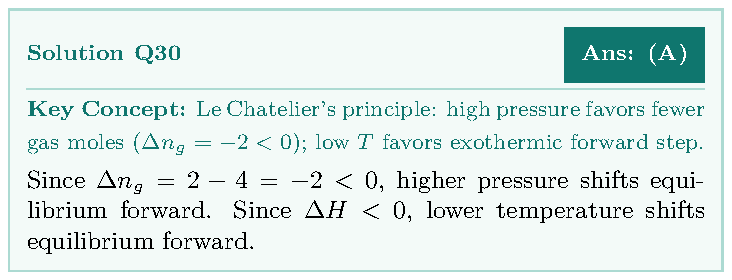 Solution Q30
Ans: (A)
Key Concept: Le Chatelier's principle: high pressure favors fewer
gas moles (Δn_g = −2 < 0); low T favors exothermic forward step.
Since Δn_g = 2 − 4 = −2 < 0, higher pressure shifts equi-
librium forward. Since ΔH < 0, lower temperature shifts
equilibrium forward.